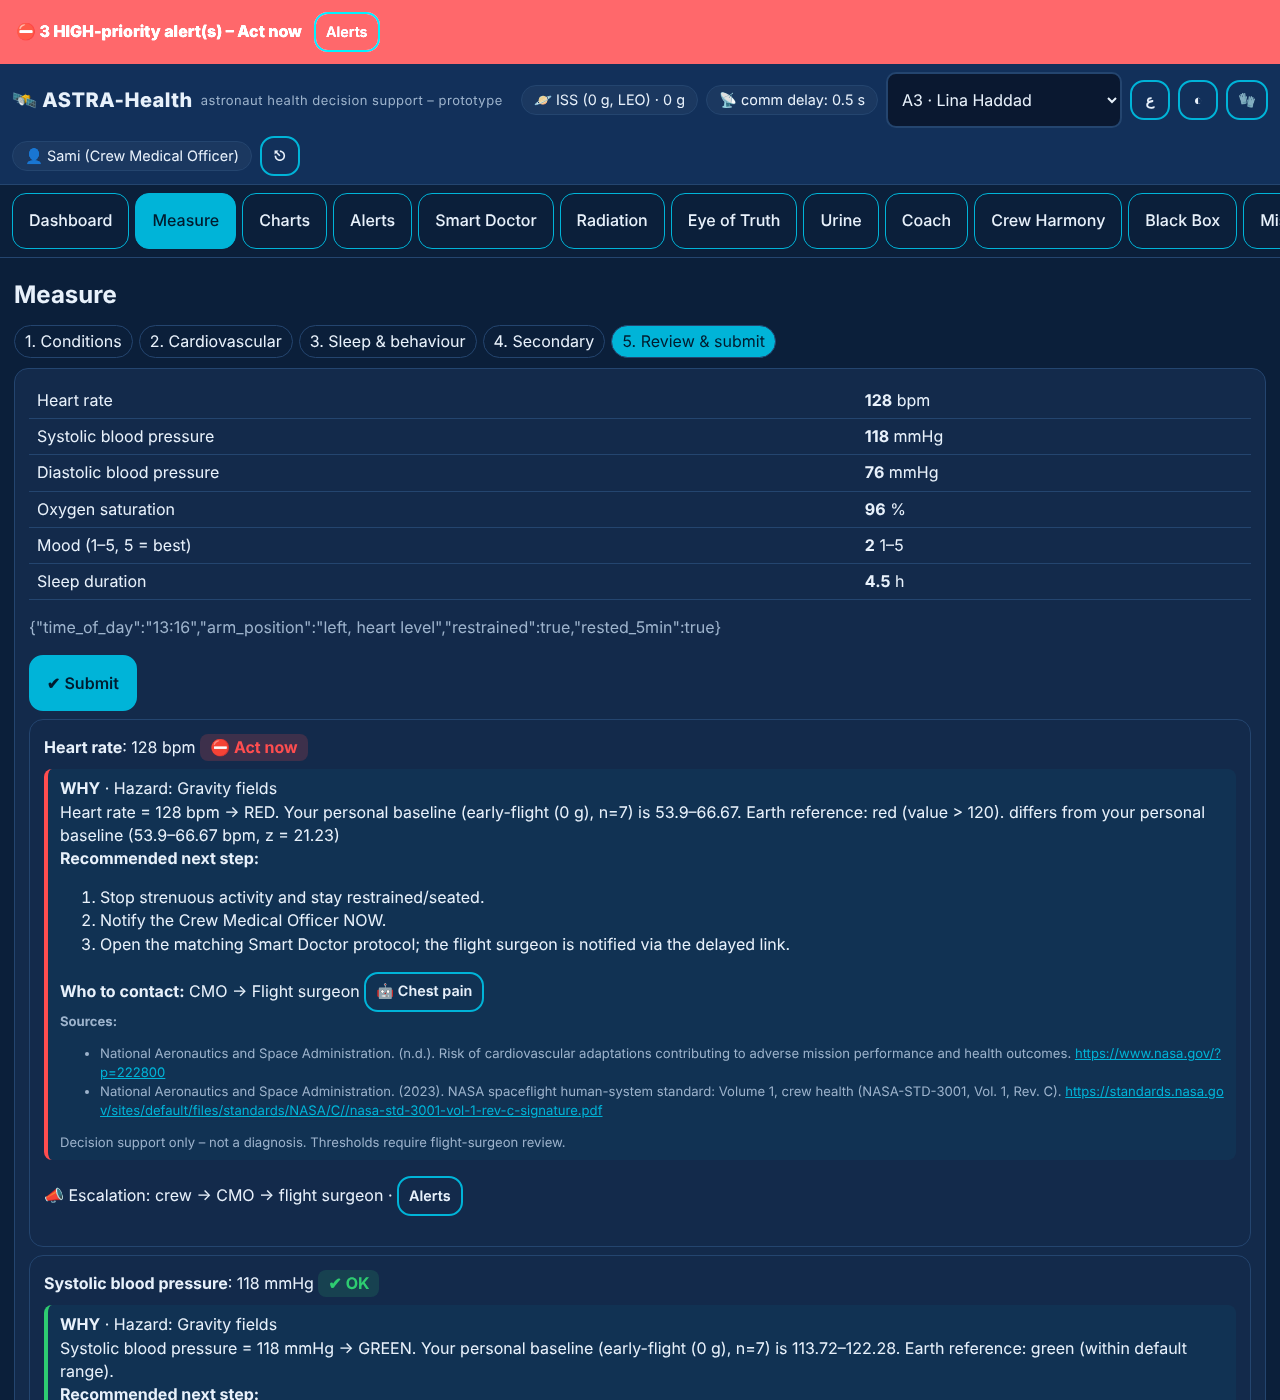 ⛔ 3 HIGH-priority alert(s) – Act now Alerts
🛰️ ASTRA-Health astronaut health decision support – prototype 🪐 ISS (0 g, LEO) · 0 g 📡 comm delay: 0.5 s A3 · Lina Haddad ع
👤 Sami (Crew Medical Officer)
Dashboard Measure Charts Alerts Smart Doctor Radiation Eye of Truth Urine Coach Crew Harmony Black Box Mi
Measure
1. Conditions 2. Cardiovascular 3. Sleep & behaviour 4. Secondary 5. Review & submit
Heart rate 128 bpm
Systolic blood pressure 118 mmHg
Diastolic blood pressure 76 mmHg
Oxygen saturation 96 %
Mood (1–5, 5 = best) 2 1–5
Sleep duration 4.5 h
{"time_of_day":"13:16","arm_position":"left, heart level","restrained":true,"rested_5min":true}
✔ Submit
Heart rate: 128 bpm ⛔ Act now
WHY · Hazard: Gravity fields
Heart rate = 128 bpm → RED. Your personal baseline (early-flight (0 g), n=7) is 53.9–66.67. Earth reference: red (value > 120). differs from your personal
baseline (53.9–66.67 bpm, z = 21.23)
Recommended next step:
1. Stop strenuous activity and stay restrained/seated.
2. Notify the Crew Medical Officer NOW.
3. Open the matching Smart Doctor protocol; the flight surgeon is notified via the delayed link.
Who to contact: CMO → Flight surgeon 🤖 Chest pain
Sources:
• National Aeronautics and Space Administration. (n.d.). Risk of cardiovascular adaptations contributing to adverse mission performance and health outcomes. https://www.nasa.gov/?
p=222800
• National Aeronautics and Space Administration. (2023). NASA spaceflight human-system standard: Volume 1, crew health (NASA-STD-3001, Vol. 1, Rev. C). https://standards.nasa.go
v/sites/default/files/standards/NASA/C//nasa-std-3001-vol-1-rev-c-signature.pdf
Decision support only – not a diagnosis. Thresholds require flight-surgeon review.
📣 Escalation: crew → CMO → flight surgeon · Alerts
Systolic blood pressure: 118 mmHg ✔ OK
WHY · Hazard: Gravity fields
Systolic blood pressure = 118 mmHg → GREEN. Your personal baseline (early-flight (0 g), n=7) is 113.72–122.28. Earth reference: green (within default
range).
Recommended next step: